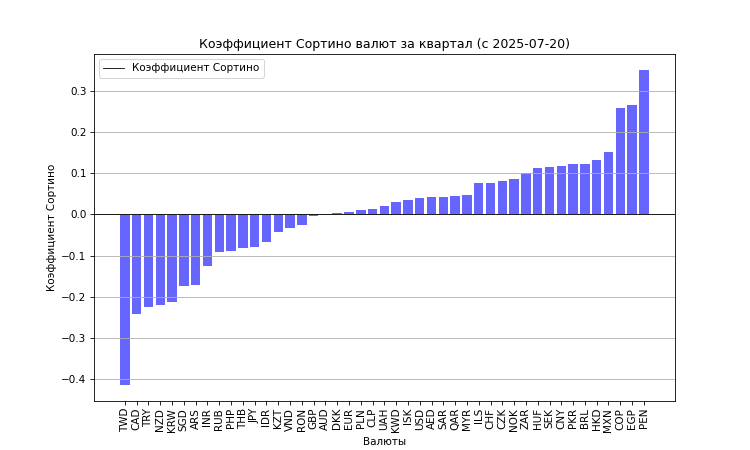 Коэффициент Сортино валют за квартал (с 2025-07-20)
Коэффициент Сортино
Коэффициент Сортино
0.3
0.2
0.1
0.0
−0.1
−0.2
−0.3
−0.4
TWD CAD TRY NZD KRW SGD ARS INR RUB PHP THB JPY IDR KZT VND RON GBP AUD DKK EUR PLN CLP UAH KWD ISK USD AED SAR QAR MYR ILS CHF CZK NOK ZAR HUF SEK CNY PKR BRL HKD MXN COP EGP PEN
Валюты